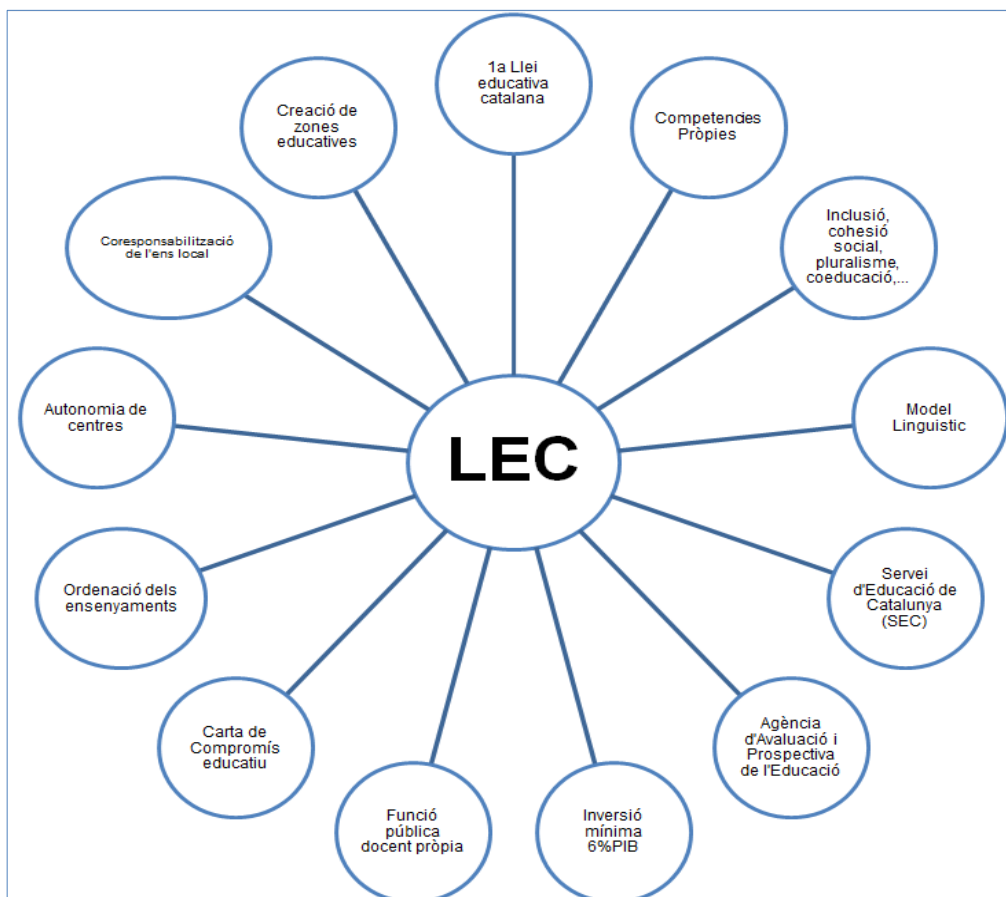 1a Llei
educativa
catalana
Competencies
Pròpies
Inclusió,
cohesió
social,
pluralisme,
coeducació,...
Model
Linguistic
Servei
d'Educació de
Catalunya
(SEC)
Agència
d'Avaluació i
Prospectiva
de l'Educació
Inversió
mínima
6%PIB
Funció
pública
docent pròpia
Carta de
Compromís
educatiu
Ordenació dels
ensenyaments
Autonomia de
centres
Coresponsabilització
de l'ens local
Creació de
zones
educatives
LEC